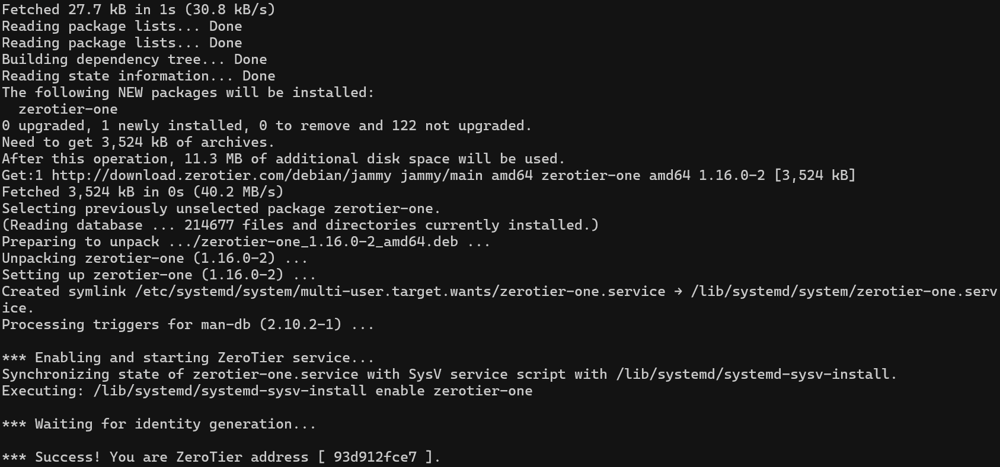 Fetched 27.7 kB in 1s (30.8 kB/s)
Reading package lists... Done
Reading package lists... Done
Building dependency tree... Done
Reading state information... Done
The following NEW packages will be installed:
  zerotier-one
0 upgraded, 1 newly installed, 0 to remove and 122 not upgraded.
Need to get 3,524 kB of archives.
After this operation, 11.3 MB of additional disk space will be used.
Get:1 http://download.zerotier.com/debian/jammy jammy/main amd64 zerotier-one amd64 1.16.0-2 [3,524 kB]
Fetched 3,524 kB in 0s (40.2 MB/s)
Selecting previously unselected package zerotier-one.
(Reading database ... 214677 files and directories currently installed.)
Preparing to unpack .../zerotier-one_1.16.0-2_amd64.deb ...
Unpacking zerotier-one (1.16.0-2) ...
Setting up zerotier-one (1.16.0-2) ...
Created symlink /etc/systemd/system/multi-user.target.wants/zerotier-one.service → /lib/systemd/system/zerotier-one.serv
ice.
Processing triggers for man-db (2.10.2-1) ...

*** Enabling and starting ZeroTier service...
Synchronizing state of zerotier-one.service with SysV service script with /lib/systemd/systemd-sysv-install.
Executing: /lib/systemd/systemd-sysv-install enable zerotier-one

*** Waiting for identity generation...

*** Success! You are ZeroTier address [ 93d912fce7 ].